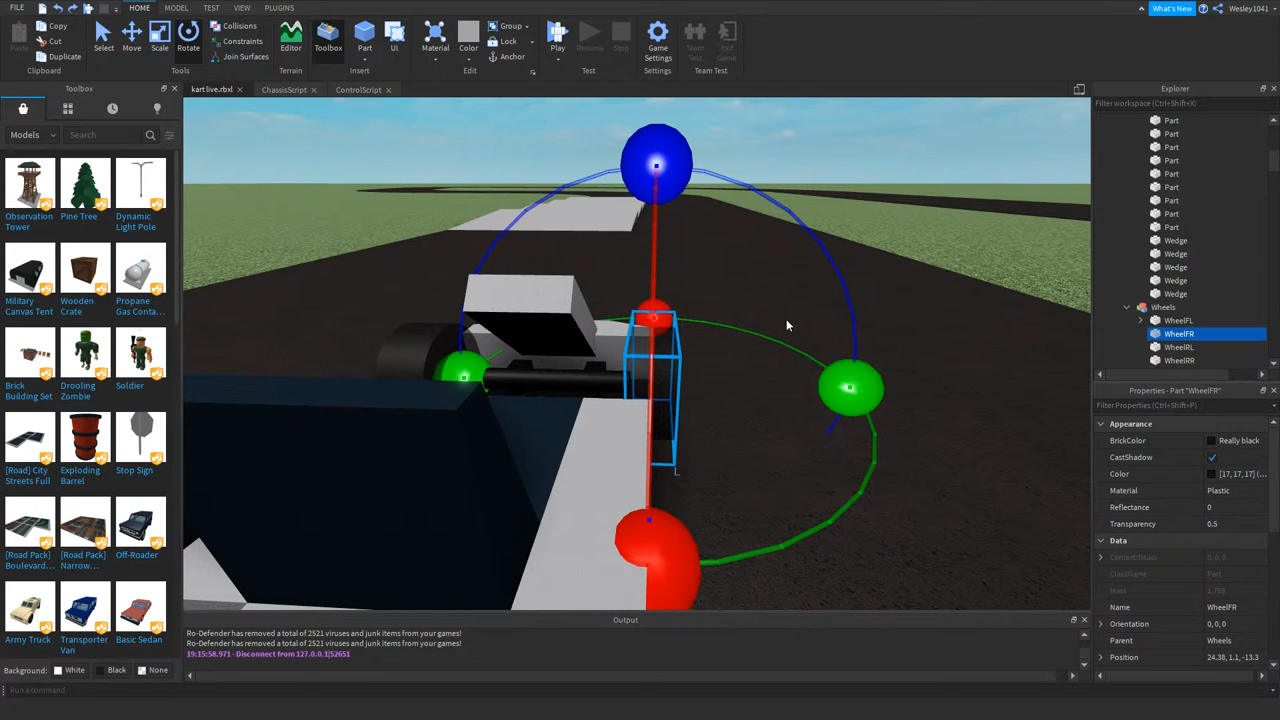 FILE HOME MODEL TEST VIEW PLUGINS What's New Wesley1041
Copy
Cut
Duplicate
Paste
Clipboard
Select Move Scale Rotate
Collisions
Constraints
Join Surfaces
Tools
Editor
Terrain
Toolbox Part UI
Insert
Material Color
Group
Lock
Anchor
Edit
Play Resume Stop
Test
Game Settings
Settings
Team Test
Exit Game
Team Test
Toolbox
kart live.rbxl ChassisScript ControlScript
Explorer
Filter workspace (Ctrl+Shift+X)
Models Search
Observation Tower
Pine Tree
Dynamic Light Pole
Military Canvas Tent
Wooden Crate
Propane Gas Conta...
Brick Building Set
Drooling Zombie
Soldier
[Road] City Streets Full
Exploding Barrel
Stop Sign
[Road Pack] Boulevard...
[Road Pack] Narrow...
Off-Roader
Army Truck
Transporter Van
Basic Sedan
Background: White Black None
Part
Part
Part
Part
Part
Part
Part
Part
Part
Wedge
Wedge
Wedge
Wedge
Wedge
Wheels
WheelFL
WheelFR
WheelRL
WheelRR
Properties - Part "WheelFR"
Filter Properties (Ctrl+Shift+P)
Appearance
BrickColor Really black
CastShadow
Color [17, 17, 17] (...
Material Plastic
Reflectance 0
Transparency 0.5
Data
CenterOfMass 0, 0, 0
ClassName Part
Mass 1.759
Name WheelFR
Orientation 0, 0, 0
Parent Wheels
Position 24.38, 1.1, -13.3
L
Output
Ro-Defender has removed a total of 2521 viruses and junk items from your games!
Ro-Defender has removed a total of 2521 viruses and junk items from your games!
19:15:58.971 - Disconnect from 127.0.0.1|52651
Run a command